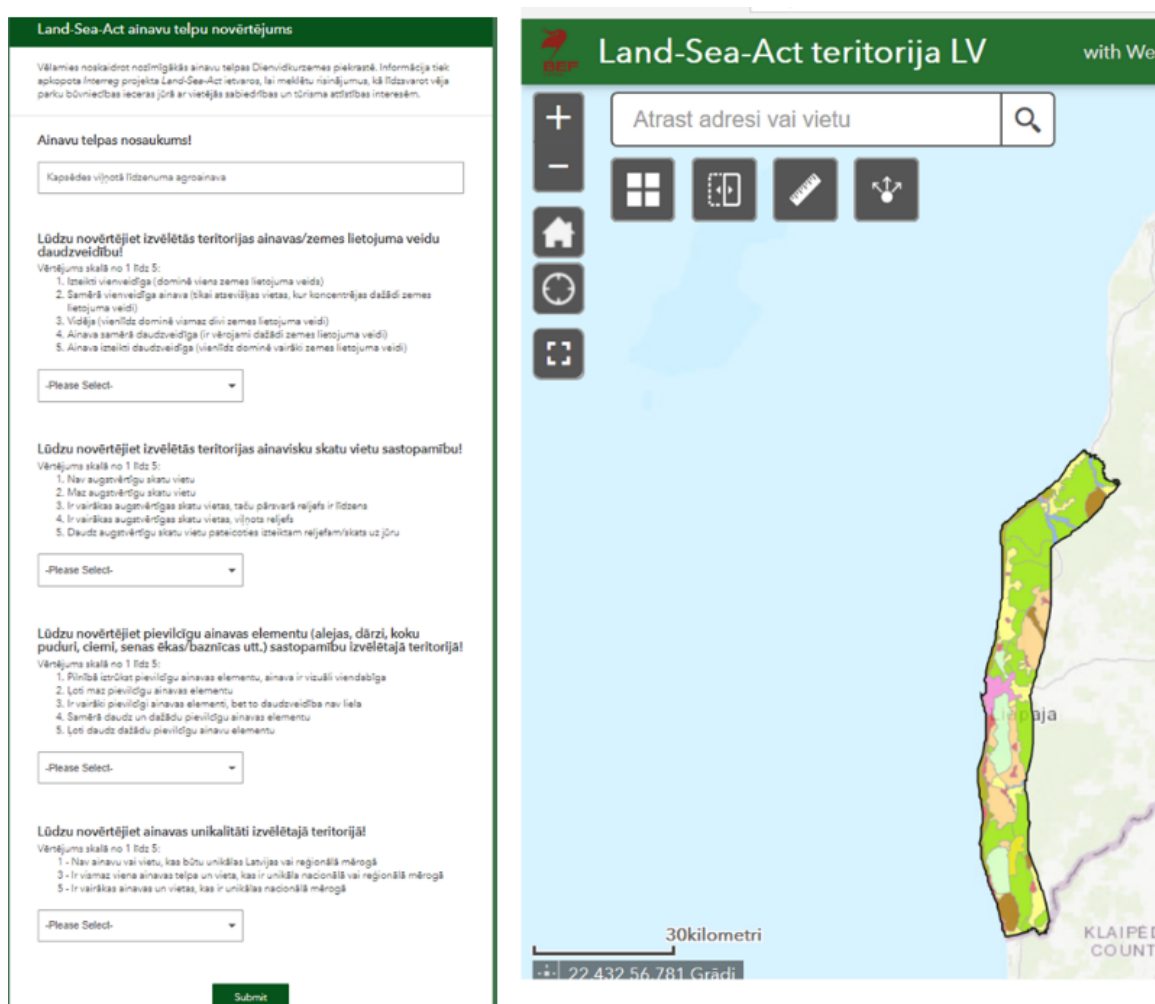 Land-Sea-Act ainavu telpu novērtējums
Vēlamies noskaidrot nozīmīgākās ainavu telpas Dienvidkurzemes piekrastē. Informācija tiek
apkopota Interreg projekta Land-Sea-Act ietvaros, lai meklētu risinājumus, kā līdzsvarot vēja
parku būvniecības ieceras jūrā ar vietējās sabiedrības un tūrisma attīstības interesēm.
Ainavu telpas nosaukums!
Kapsēdes viļņotā līdzenuma agroainava
Lūdzu novērtējiet izvēlētās teritorijas ainavas/zemes lietojuma veidu
daudzveidību!
Vērtējums skalā no 1 līdz 5:
1. Izteikti vienveidīga (dominē viens zemes lietojuma veids)
2. Samērā vienveidīga ainava (tikai atsevišķas vietas, kur koncentrējas dažādi zemes
lietojuma veidi)
3. Vidēja (vienlīdz dominē vismaz divi zemes lietojuma veidi)
4. Ainava samērā daudzveidīga (ir vērojami dažādi zemes lietojuma veidi)
5. Ainava izteikti daudzveidīga (vienlīdz dominē vairāki zemes lietojuma veidi)
-Please Select-
Lūdzu novērtējiet izvēlētās teritorijas ainavisku skatu vietu sastopamību!
Vērtējums skalā no 1 līdz 5:
1. Nav augstvērtīgu skatu vietu
2. Maz augstvērtīgu skatu vietu
3. Ir vairākas augstvērtīgas skatu vietas, taču pārsvarā reljefs ir līdzens
4. Ir vairākas augstvērtīgas skatu vietas, viļņots reljefs
5. Daudz augstvērtīgu skatu vietu pateicoties izteiktam reljefam/skats uz jūru
-Please Select-
Lūdzu novērtējiet pievilcīgu ainavas elementu (alejas, dārzi, koku
puduri, ciemi, senas ēkas/baznīcas utt.) sastopamību izvēlētajā teritorijā!
Vērtējums skalā no 1 līdz 5:
1. Pilnībā iztrūkst pievilcīgu ainavas elementu, ainava ir vizuāli viendabīga
2. Ļoti maz pievilcīgu ainavas elementu
3. Ir vairāki pievilcīgi ainavas elementi, bet to daudzveidība nav liela
4. Samērā daudz un dažādu pievilcīgu ainavas elementu
5. Ļoti daudz dažādu pievilcīgu ainavu elementu
-Please Select-
Lūdzu novērtējiet ainavas unikalitāti izvēlētajā teritorijā!
Vērtējums skalā no 1 līdz 5:
1 - Nav ainavu vai vietu, kas būtu unikālas Latvijas vai reģionālā mērogā
3 - Ir vismaz viena ainavas telpa un vieta, kas ir unikāla nacionālā vai reģionālā mērogā
5 - Ir vairākas ainavas un vietas, kas ir unikālas nacionālā mērogā
-Please Select-
Submit
BEF
Land-Sea-Act teritorija LV
with We
Atrast adresi vai vietu
Liepaja
30kilometri
KLAIPĖD
COUNT
22,432 56,781 Grādi